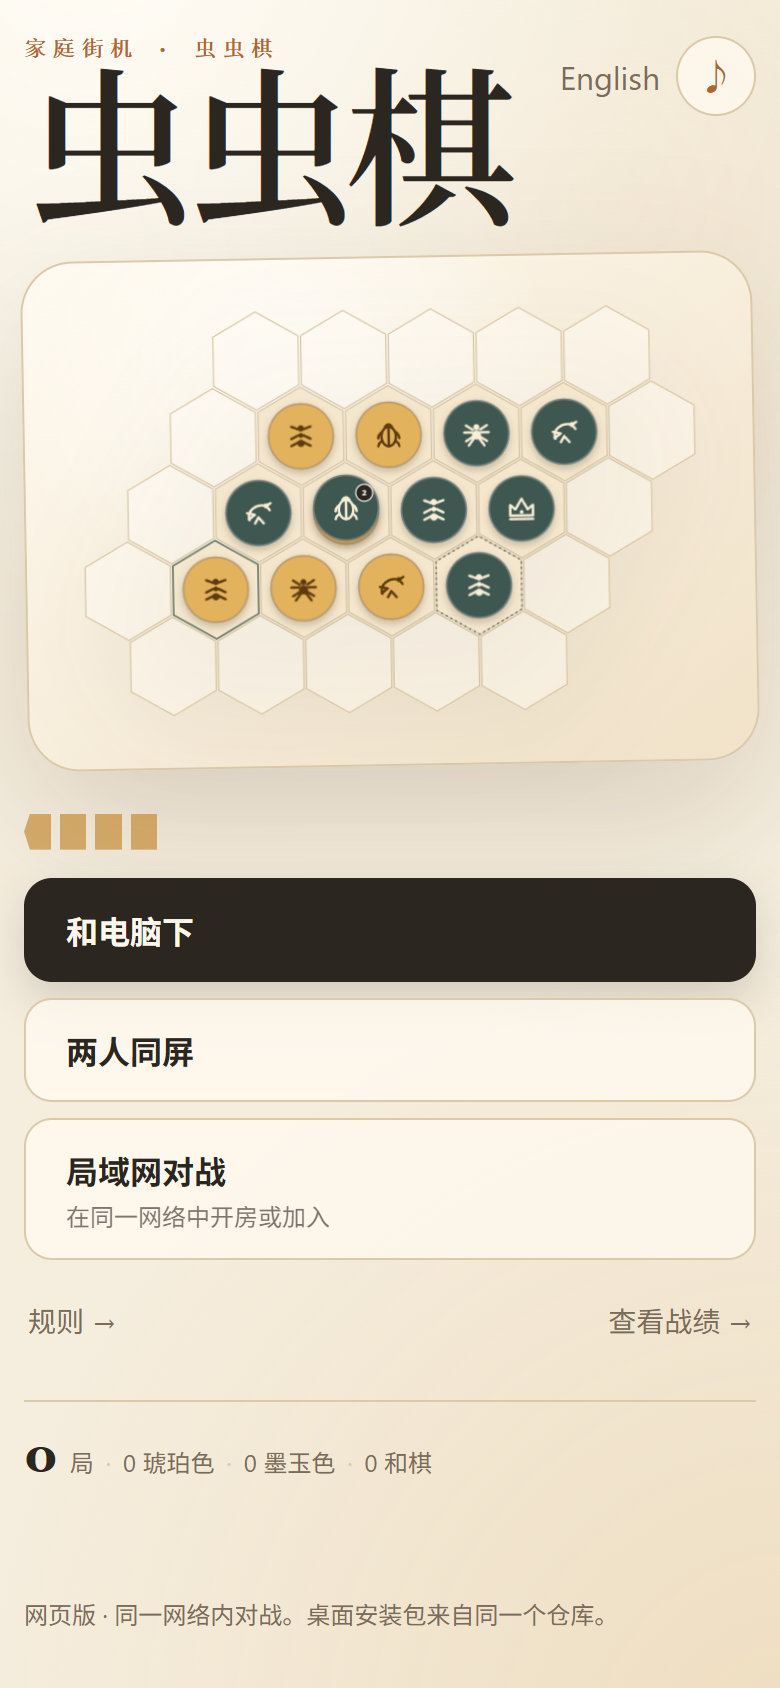 家庭街机 · 虫虫棋
English
虫虫棋
2
和电脑下
两人同屏
局域网对战
在同一网络中开房或加入
规则 →
查看战绩 →
0 局 · 0 琥珀色 · 0 墨玉色 · 0 和棋
网页版 · 同一网络内对战。桌面安装包来自同一个仓库。